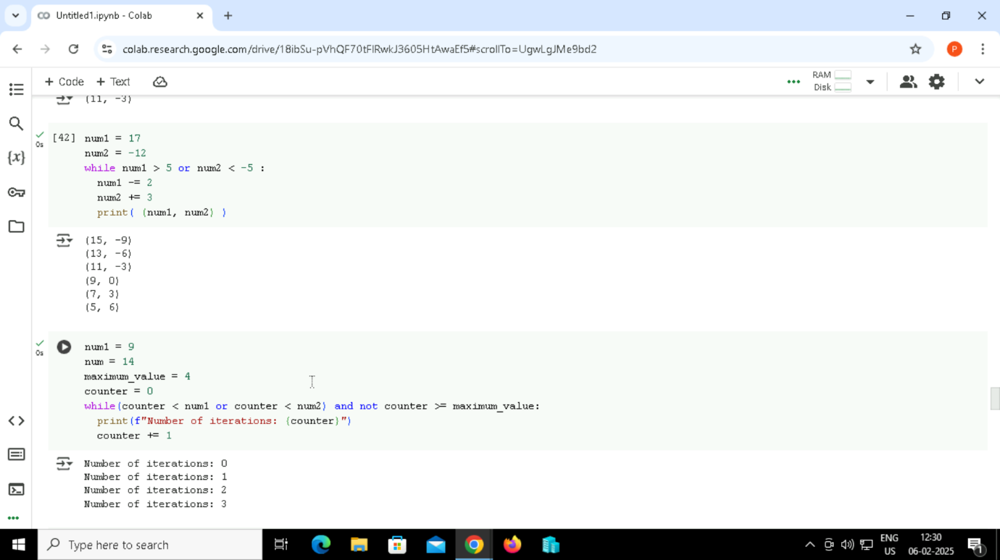 Untitled1.ipynb - Colab
colab.research.google.com/drive/18ibSu-pVhQF70tFlRwkJ3605HtAwaEf5#scrollTo=UgwLgJMe9bd2
P
+ Code + Text
RAM
Disk
(11, -3)
[42] num1 = 17
0s
num2 = -12
while num1 > 5 or num2 < -5 :
num1 -= 2
num2 += 3
print( (num1, num2) )
(15, -9)
(13, -6)
(11, -3)
(9, 0)
(7, 3)
(5, 6)
num1 = 9
0s
num = 14
maximum_value = 4
counter = 0
while(counter < num1 or counter < num2) and not counter >= maximum_value:
print(f"Number of iterations: {counter}")
counter += 1
Number of iterations: 0
Number of iterations: 1
Number of iterations: 2
Number of iterations: 3
Type here to search
ENG
US
12:30
06-02-2025
1